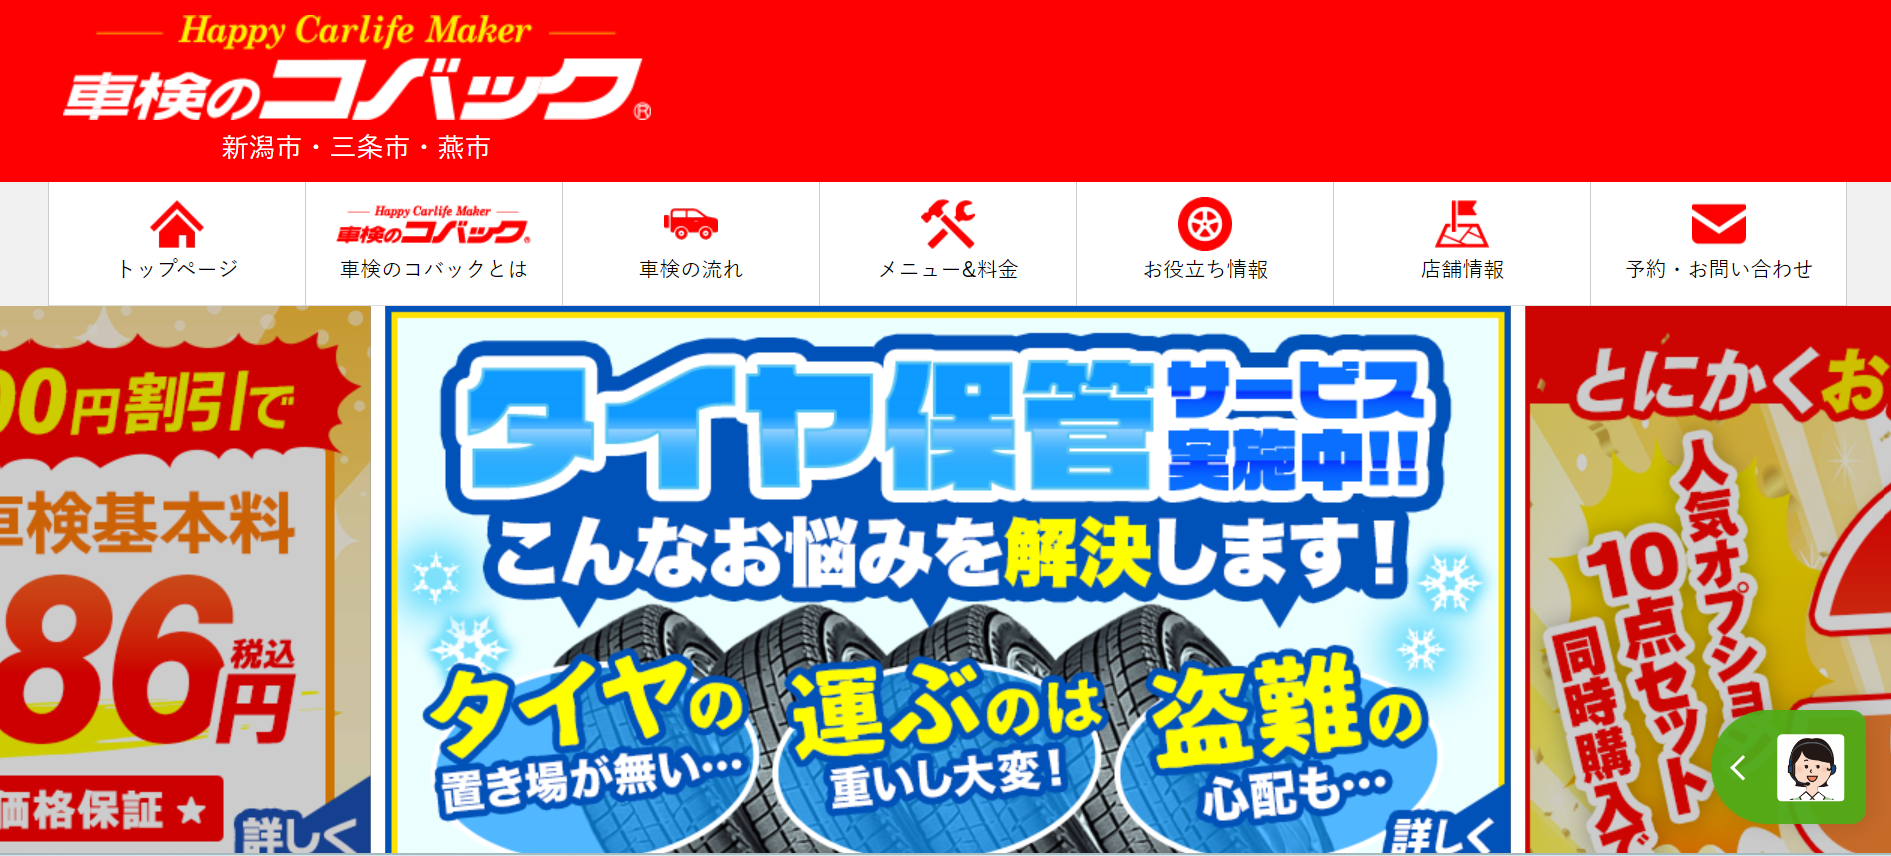 Happy Carlife Maker
車検のコバック®
新潟市・三条市・燕市
トップページ
Happy Carlife Maker
車検のコバック®
車検のコバックとは
車検の流れ
メニュー&料金
お役立ち情報
店舗情報
予約・お問い合わせ
00円割引で
車検基本料
86
税込
円
価格保証★
詳しく
タイヤ保管
サービス
実施中!!
こんなお悩みを解決します!
タイヤの
置き場が無い…
運ぶのは
重いし大変!
盗難の
心配も…
詳しく
とにかくお
人気オプション
10点セット
同時購入で